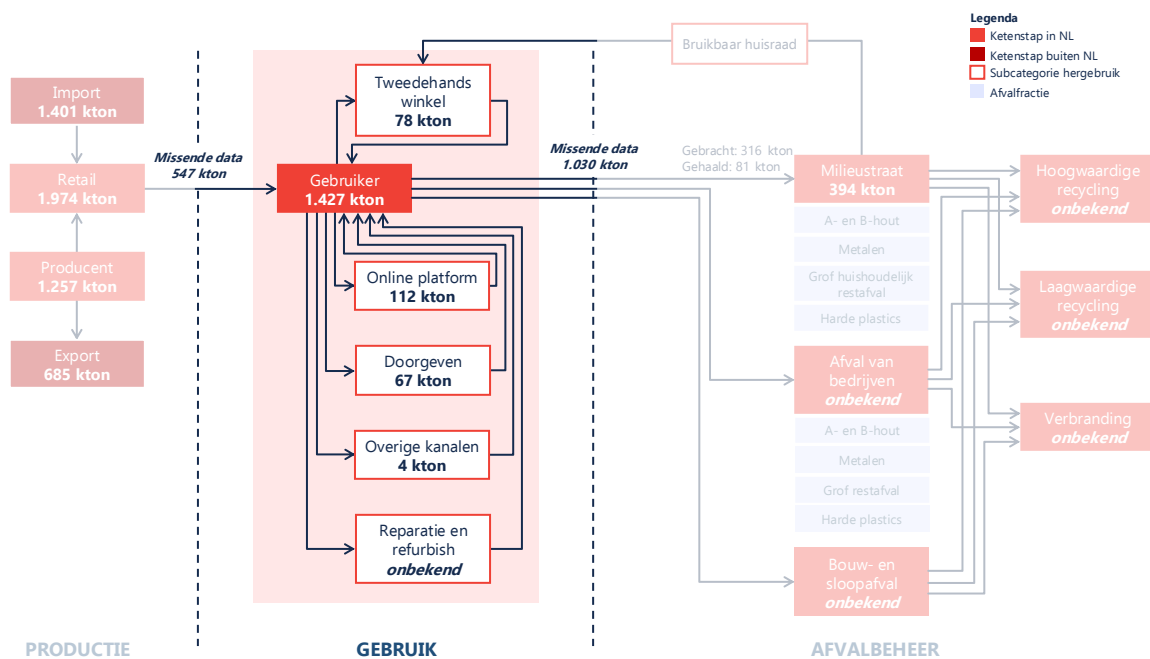 Legenda
Ketenstap in NL
Ketenstap buiten NL
Subcategorie hergebruik
Afvalfractie
Import
1.401 kton
Retail
1.974 kton
Producent
1.257 kton
Export
685 kton
Missende data
547 kton
Tweedehands
winkel
78 kton
Gebruiker
1.427 kton
Online platform
112 kton
Doorgeven
67 kton
Overige kanalen
4 kton
Reparatie en
refurbish
onbekend
Missende data
1.030 kton
Bruikbaar huisraad
Gebracht: 316 kton
Gehaald: 81 kton
Milieustraat
394 kton
A- en B-hout
Metalen
Grof huishoudelijk
restafval
Harde plastics
Afval van
bedrijven
onbekend
A- en B-hout
Metalen
Grof restafval
Harde plastics
Bouw- en
sloopafval
onbekend
Hoogwaardige
recycling
onbekend
Laagwaardige
recycling
onbekend
Verbranding
onbekend
PRODUCTIE
GEBRUIK
AFVALBEHEER